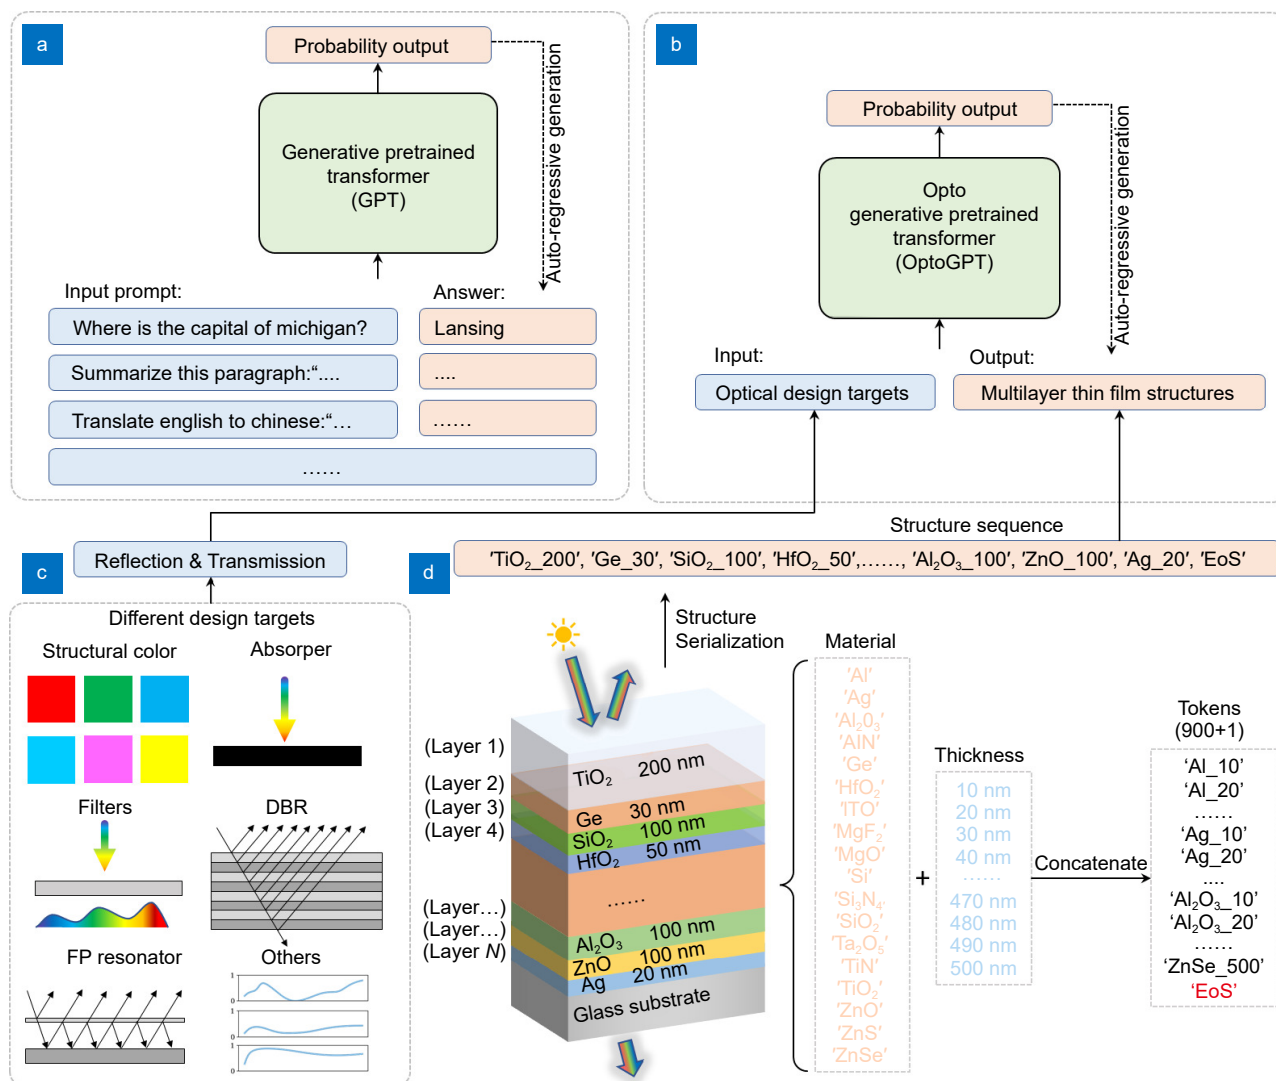 a
Probability output
Generative pretrained
transformer
(GPT)
Auto-regressive generation
Input prompt:
Answer:
Where is the capital of michigan?
Lansing
Summarize this paragraph:“....
....
Translate english to chinese:“...
......
......
b
Probability output
Opto
generative pretrained
transformer
(OptoGPT)
Auto-regressive generation
Input:
Output:
Optical design targets
Multilayer thin film structures
c
Reflection & Transmission
Different design targets
Structural color
Absorper
Filters
DBR
FP resonator
Others
1
0
1
0
1
0
d
Structure sequence
'TiO₂_200', 'Ge_30', 'SiO₂_100', 'HfO₂_50',......, 'Al₂O₃_100', 'ZnO_100', 'Ag_20', 'EoS'
Structure
Serialization
(Layer 1)
(Layer 2)
(Layer 3)
(Layer 4)
(Layer...)
(Layer...)
(Layer N)
TiO₂ 200 nm
Ge 30 nm
SiO₂ 100 nm
HfO₂ 50 nm
......
Al₂O₃ 100 nm
ZnO 100 nm
Ag 20 nm
Glass substrate
Material
'Al'
'Ag'
'Al₂0₃'
'AlN'
'Ge'
'HfO₂'
'ITO'
'MgF₂'
'MgO'
'Si'
'Si₃N₄'
'SiO₂'
'Ta₂O₅'
'TiN'
'TiO₂'
'ZnO'
'ZnS'
'ZnSe'
+
Thickness
10 nm
20 nm
30 nm
40 nm
......
470 nm
480 nm
490 nm
500 nm
Concatenate
Tokens
(900+1)
‘Al_10’
‘Al_20’
......
‘Ag_10’
‘Ag_20’
....
‘Al₂O₃_10’
‘Al₂O₃_20’
......
‘ZnSe_500’
‘EoS’